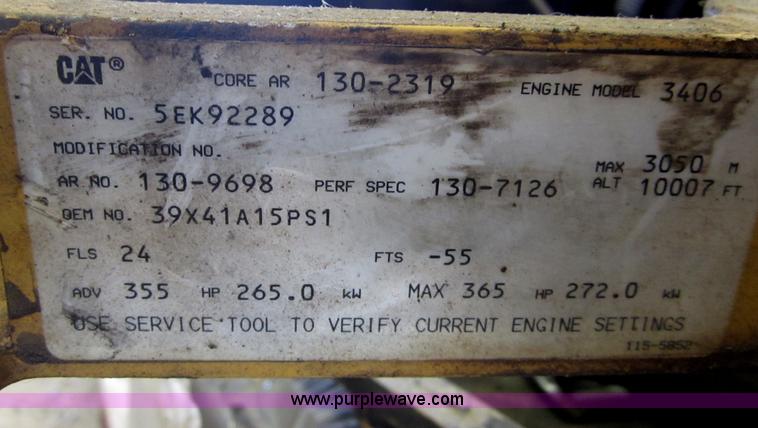 CAT® CORE AR 130-2319 ENGINE MODEL 3406
SER. NO. 5EK92289
MODIFICATION NO.
AR NO. 130-9698 PERF SPEC 130-7126 MAX ALT 3050 M 10007 FT
OEM NO. 39X41A15PS1
FLS 24 FTS -55
ADV 355 HP 265.0 kW MAX 365 HP 272.0 kW
USE SERVICE TOOL TO VERIFY CURRENT ENGINE SETTINGS
115-5852
www.purplewave.com